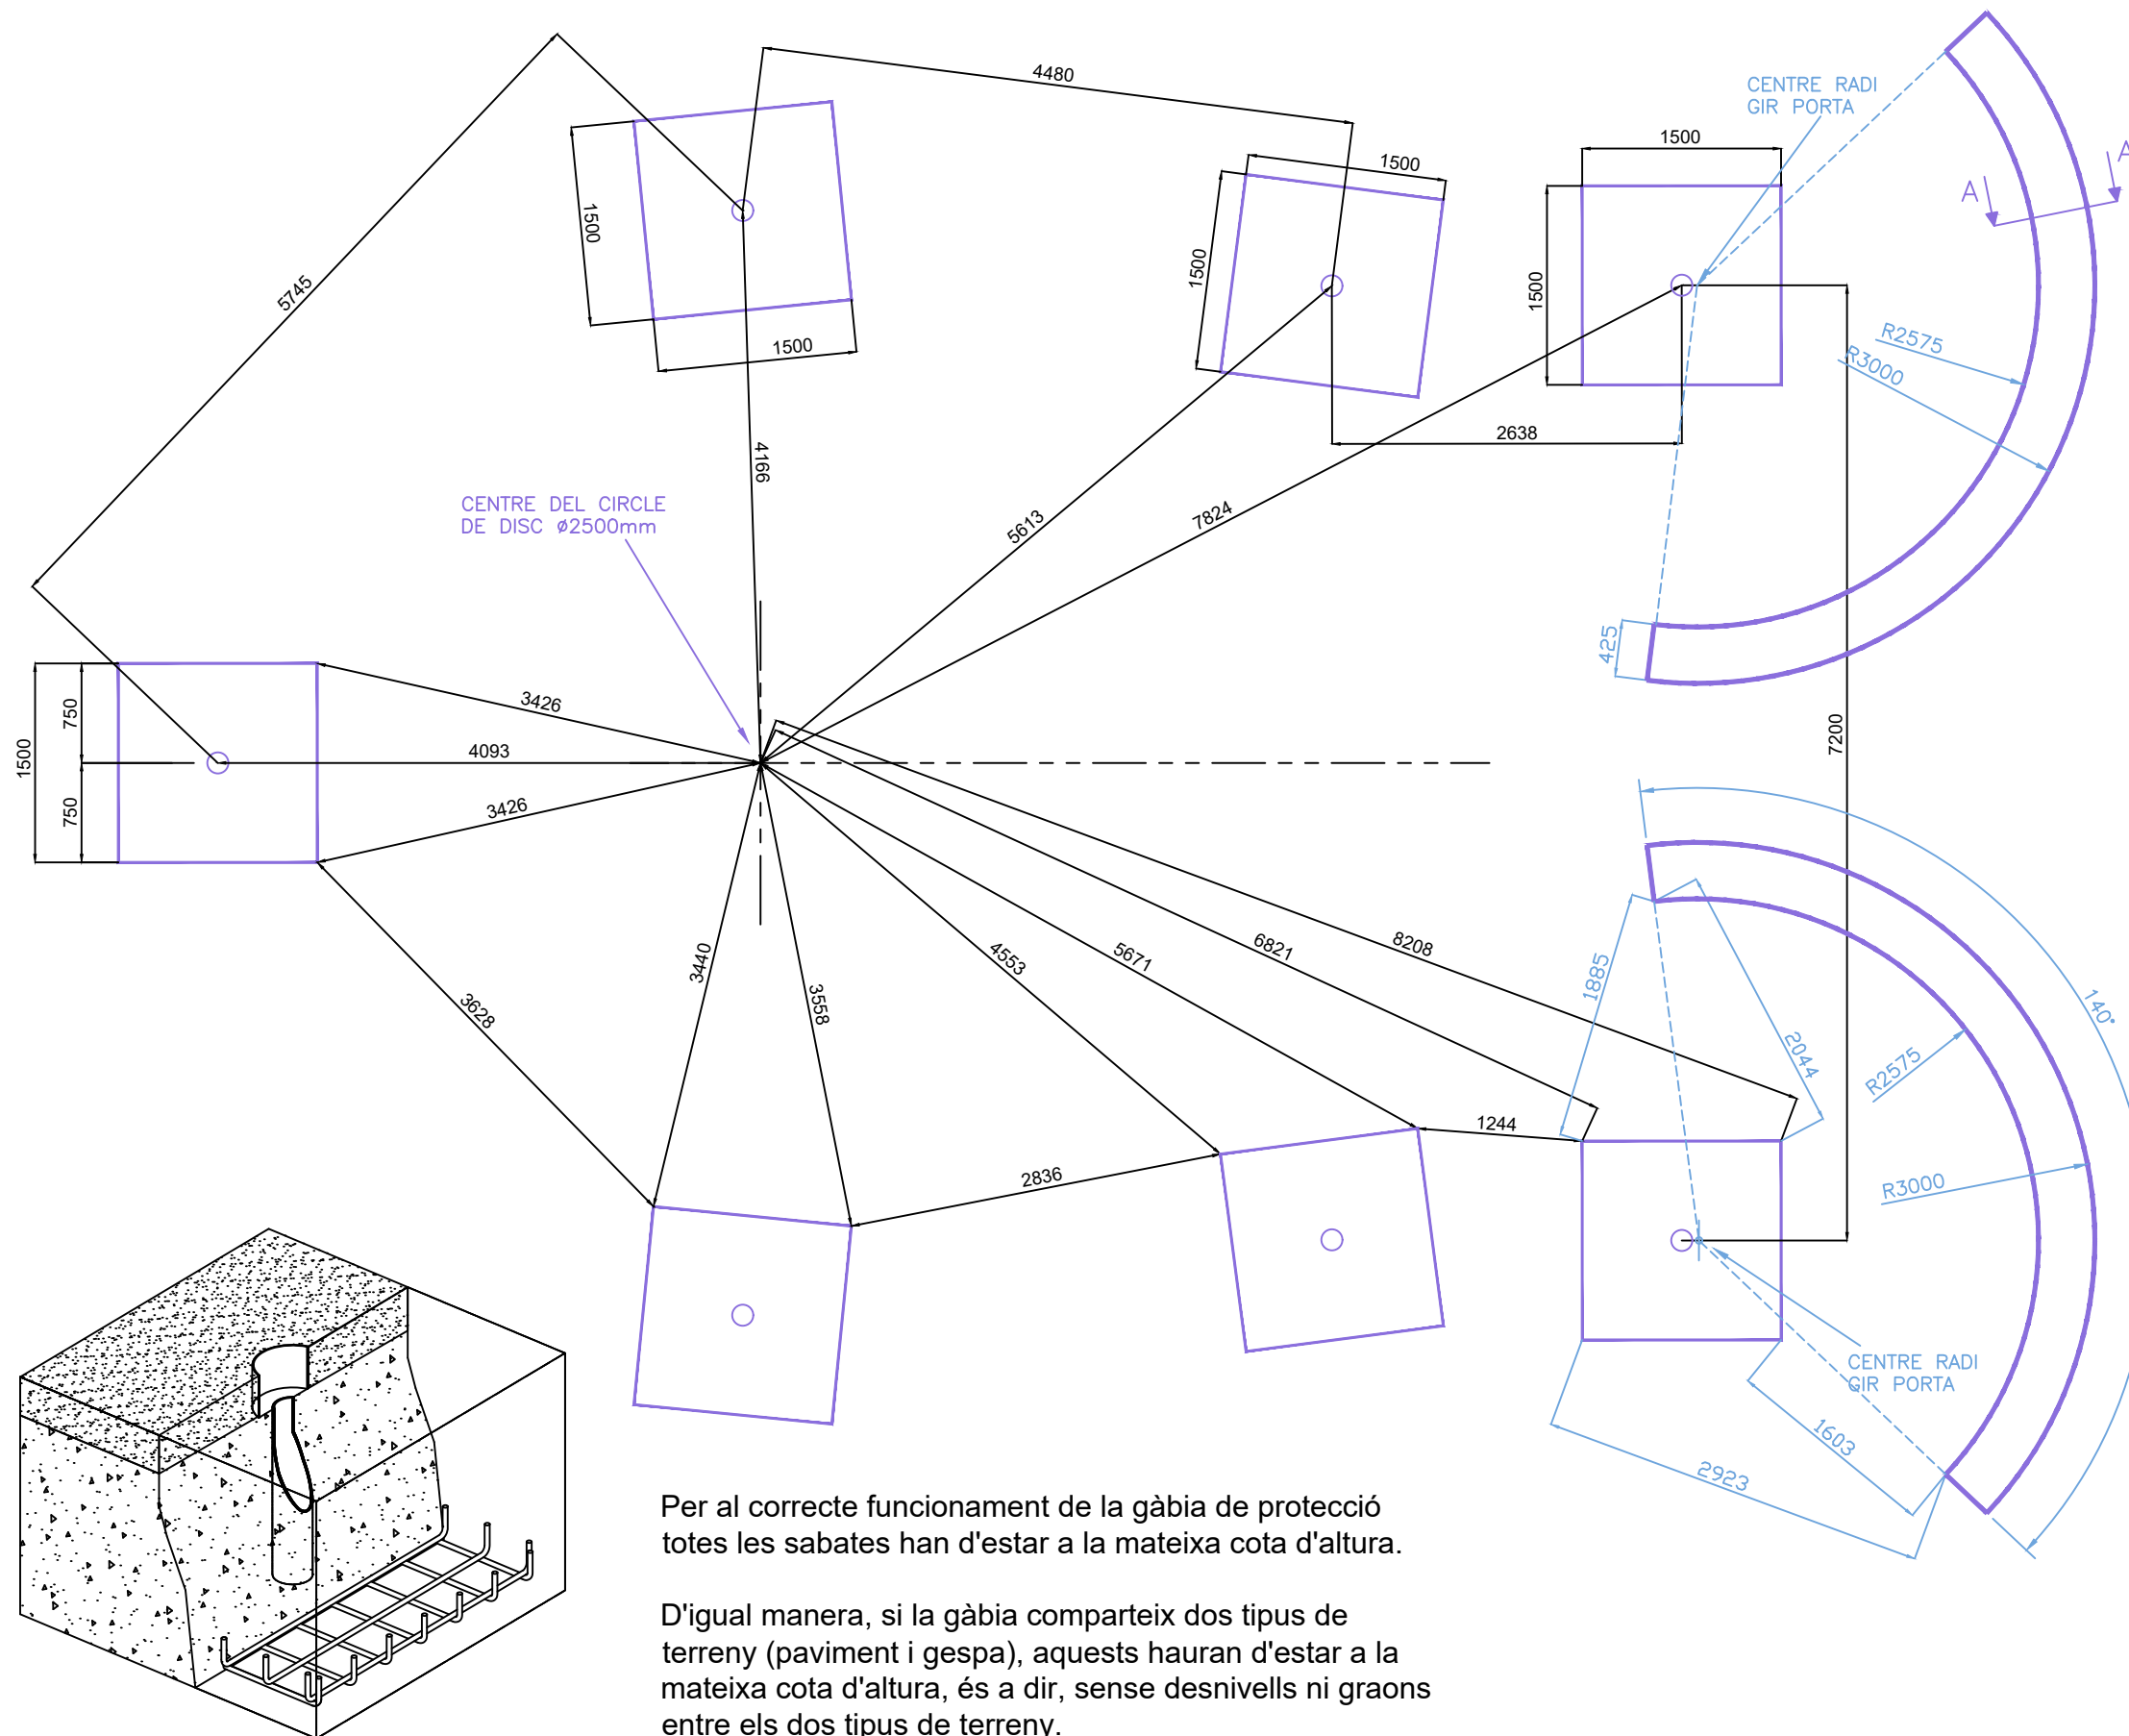 4480
CENTRE RADI
GIR PORTA
1500
A
A
1500
1500
1500
1500
1500
5745
1500
R2575
R3000
2638
4166
5613
7824
CENTRE DEL CIRCLE
DE DISC ø2500mm
425
750
3426
7200
1500
4093
750
3426
3440
3558
4553
5671
6821
8208
1885
140°
3628
2044
R2575
1244
2836
R3000
CENTRE RADI
GIR PORTA
1603
2923
Per al correcte funcionament de la gàbia de protecció
totes les sabates han d'estar a la mateixa cota d'altura.
D'igual manera, si la gàbia comparteix dos tipus de
terreny (paviment i gespa), aquests hauran d'estar a la
mateixa cota d'altura, és a dir, sense desnivells ni graons
entre els dos tipus de terreny.